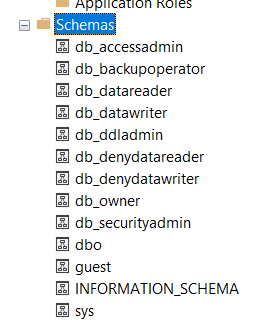 Application Roles
Schemas
db_accessadmin
db_backupoperator
db_datareader
db_datawriter
db_ddladmin
db_denydatareader
db_denydatawriter
db_owner
db_securityadmin
dbo
guest
INFORMATION_SCHEMA
sys